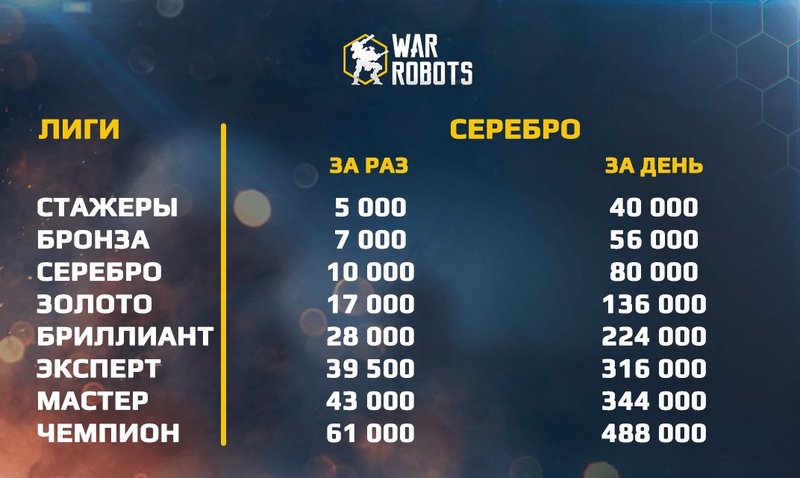 WAR
ROBOTS
ЛИГИ СЕРЕБРО
ЗА РАЗ ЗА ДЕНЬ
СТАЖЕРЫ 5 000 40 000
БРОНЗА 7 000 56 000
СЕРЕБРО 10 000 80 000
ЗОЛОТО 17 000 136 000
БРИЛЛИАНТ 28 000 224 000
ЭКСПЕРТ 39 500 316 000
МАСТЕР 43 000 344 000
ЧЕМПИОН 61 000 488 000